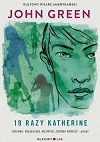 KULTOWY PISARZ AMERYKAŃSKI
JOHN GREEN
19 RAZY KATHERINE
BUKOWY LAS